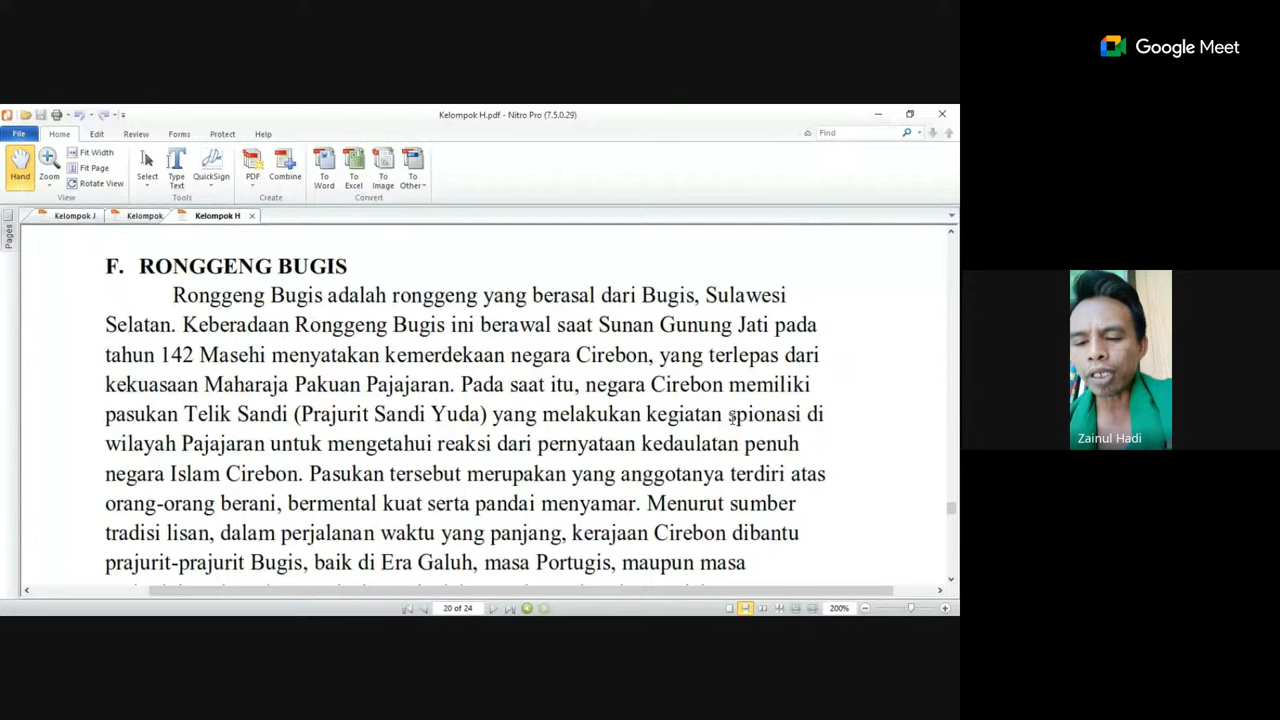 Google Meet
Kelompok H.pdf - Nitro Pro (7.5.0.29)
File Home Edit Review Forms Protect Help Find
Hand Zoom Fit Width Fit Page Rotate View Select Type Text QuickSign PDF Combine To Word To Excel To Image To Other
View Tools Create Convert
Kelompok J Kelompok Kelompok H
Pages
F. RONGGENG BUGIS
Ronggeng Bugis adalah ronggeng yang berasal dari Bugis, Sulawesi
Selatan. Keberadaan Ronggeng Bugis ini berawal saat Sunan Gunung Jati pada
tahun 142 Masehi menyatakan kemerdekaan negara Cirebon, yang terlepas dari
kekuasaan Maharaja Pakuan Pajajaran. Pada saat itu, negara Cirebon memiliki
pasukan Telik Sandi (Prajurit Sandi Yuda) yang melakukan kegiatan spionasi di
wilayah Pajajaran untuk mengetahui reaksi dari pernyataan kedaulatan penuh
negara Islam Cirebon. Pasukan tersebut merupakan yang anggotanya terdiri atas
orang-orang berani, bermental kuat serta pandai menyamar. Menurut sumber
tradisi lisan, dalam perjalanan waktu yang panjang, kerajaan Cirebon dibantu
prajurit-prajurit Bugis, baik di Era Galuh, masa Portugis, maupun masa
20 of 24
200%
Zainul Hadi